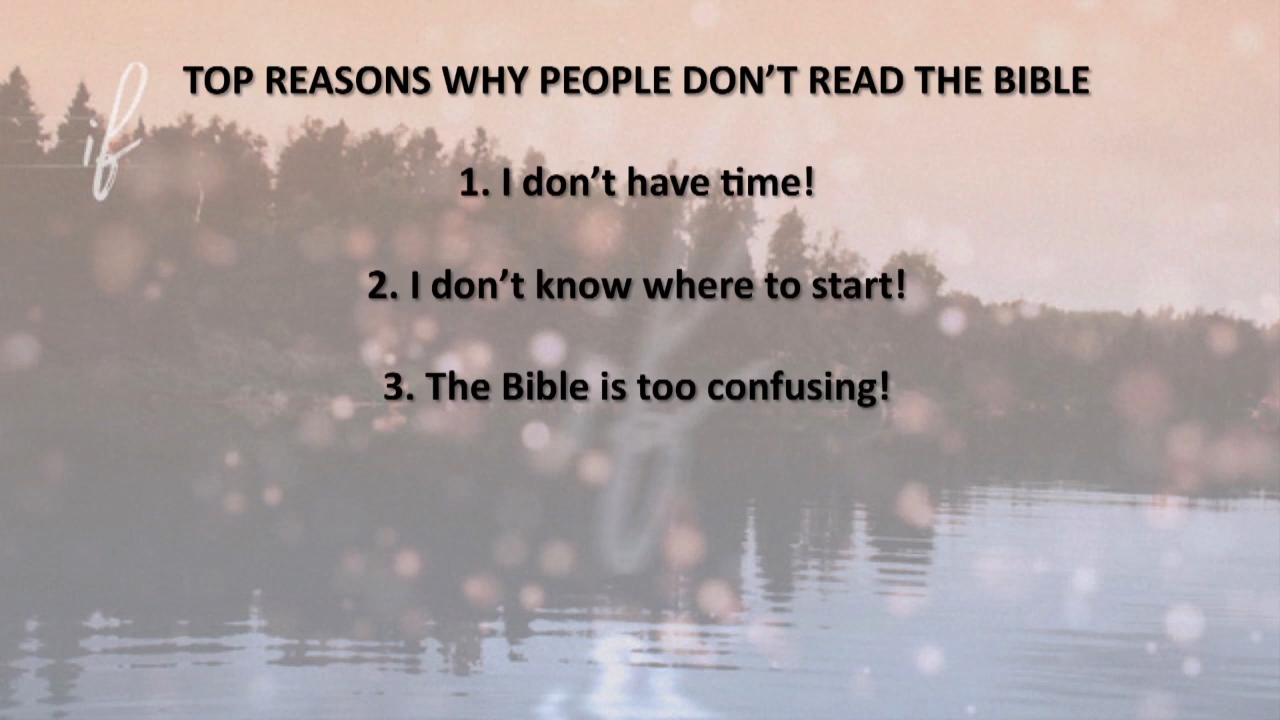 TOP REASONS WHY PEOPLE DON’T READ THE BIBLE
if
1. I don’t have time!
2. I don’t know where to start!
3. The Bible is too confusing!